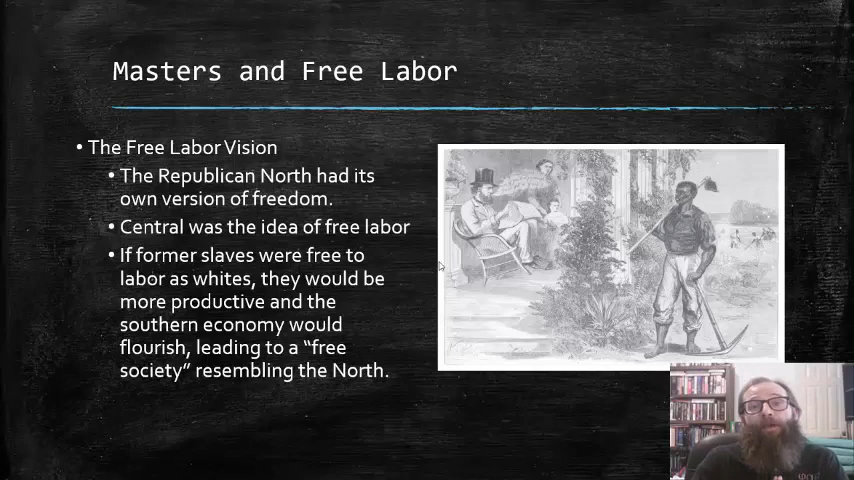 Masters and Free Labor
• The Free Labor Vision
• The Republican North had its
own version of freedom.
• Central was the idea of free labor
• If former slaves were free to
labor as whites, they would be
more productive and the
southern economy would
flourish, leading to a “free
society” resembling the North.